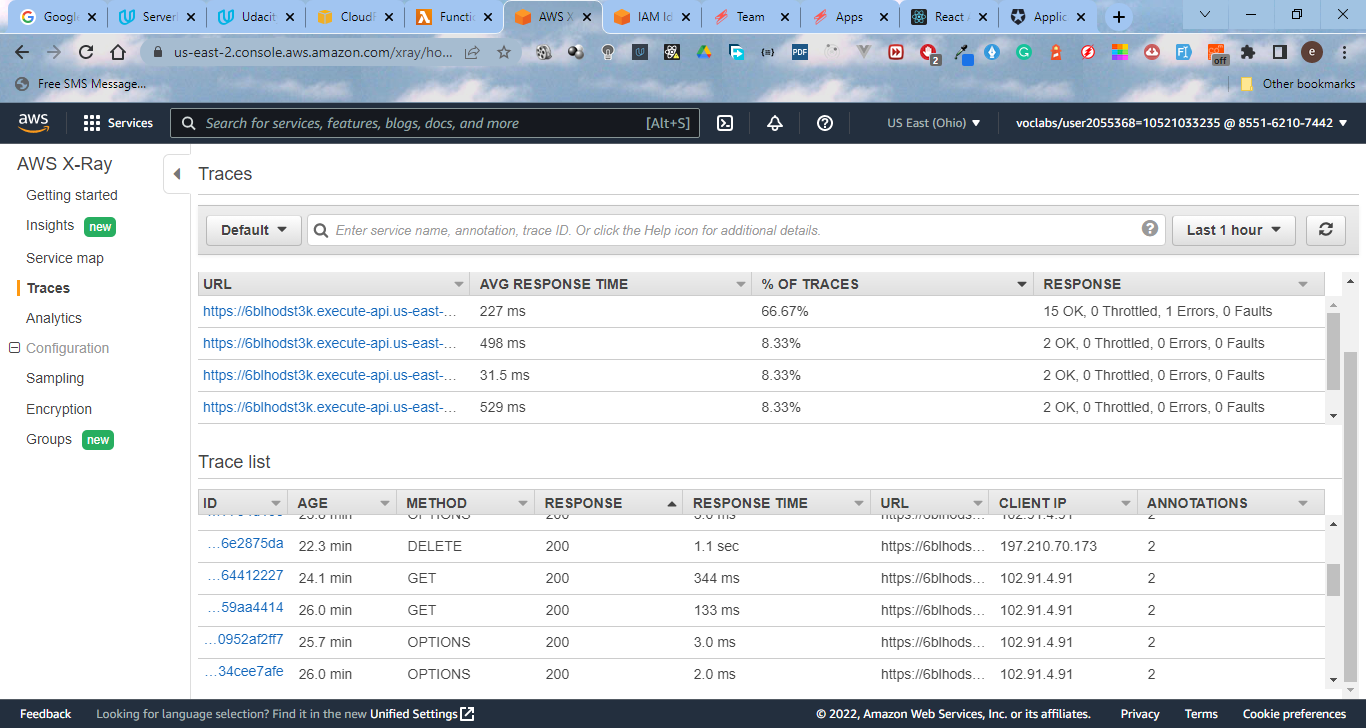 Google
Serverl
Udacit
CloudF
Functio
AWS X
IAM Id
Team
Apps
React A
Applic
us-east-2.console.aws.amazon.com/xray/ho...
Free SMS Message...
Other bookmarks
aws
Services
Search for services, features, blogs, docs, and more
[Alt+S]
US East (Ohio)
voclabs/user2055368=10521033235 @ 8551-6210-7442
AWS X-Ray
Getting started
Insights new
Service map
Traces
Analytics
Configuration
Sampling
Encryption
Groups new
Traces
Default
Enter service name, annotation, trace ID. Or click the Help icon for additional details.
Last 1 hour
URL AVG RESPONSE TIME % OF TRACES RESPONSE
https://6blhodst3k.execute-api.us-east-... 227 ms 66.67% 15 OK, 0 Throttled, 1 Errors, 0 Faults
https://6blhodst3k.execute-api.us-east-... 498 ms 8.33% 2 OK, 0 Throttled, 0 Errors, 0 Faults
https://6blhodst3k.execute-api.us-east-... 31.5 ms 8.33% 2 OK, 0 Throttled, 0 Errors, 0 Faults
https://6blhodst3k.execute-api.us-east-... 529 ms 8.33% 2 OK, 0 Throttled, 0 Errors, 0 Faults
Trace list
ID AGE METHOD RESPONSE RESPONSE TIME URL CLIENT IP ANNOTATIONS
OPTIONS 200 https://6blhods... 102.91.4.91 2
...6e2875da 22.3 min DELETE 200 1.1 sec https://6blhods... 197.210.70.173 2
...64412227 24.1 min GET 200 344 ms https://6blhods... 102.91.4.91 2
...59aa4414 26.0 min GET 200 133 ms https://6blhods... 102.91.4.91 2
...0952af2ff7 25.7 min OPTIONS 200 3.0 ms https://6blhods... 102.91.4.91 2
...34cee7afe 26.0 min OPTIONS 200 2.0 ms https://6blhods... 102.91.4.91 2
Feedback
Looking for language selection? Find it in the new Unified Settings
© 2022, Amazon Web Services, Inc. or its affiliates.
Privacy
Terms
Cookie preferences